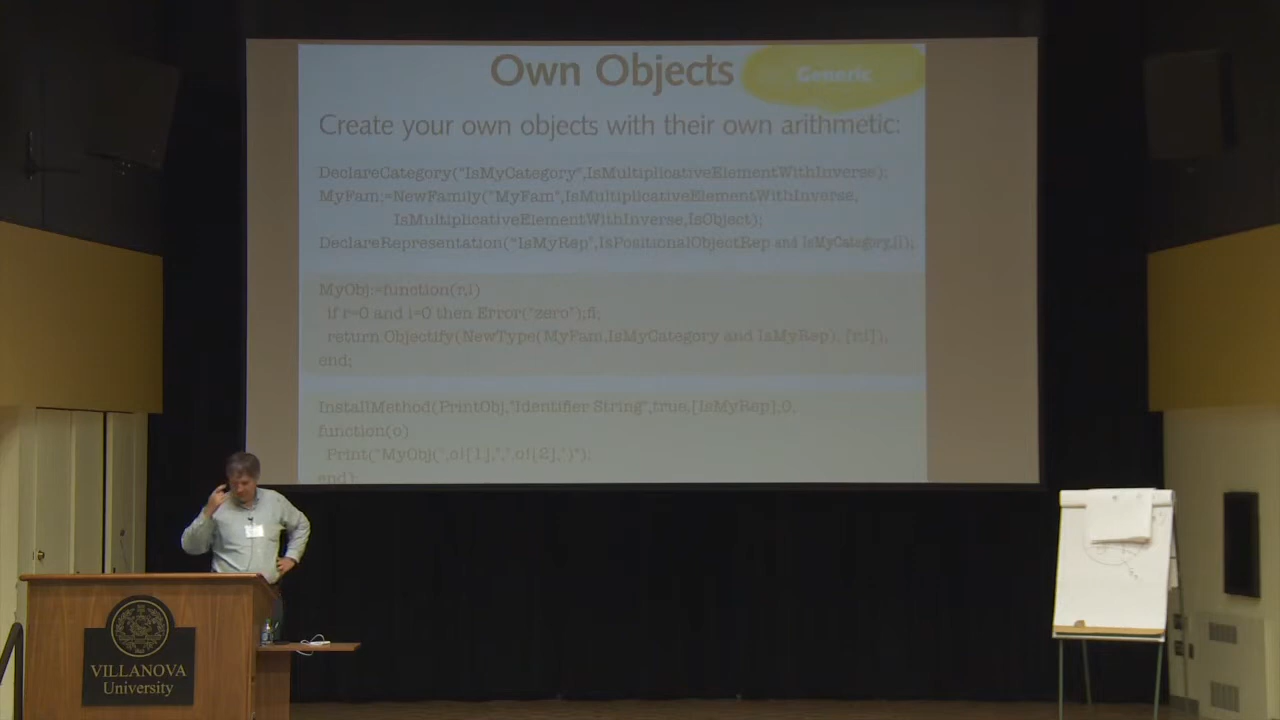 Own Objects
Generic
Create your own objects with their own arithmetic:
DeclareCategory("IsMyCategory",IsMultiplicativeElementWithInverse);
MyFam:=NewFamily("MyFam",IsMultiplicativeElementWithInverse,
IsMultiplicativeElementWithInverse,IsObject);
DeclareRepresentation("IsMyRep",IsPositionalObjectRep and IsMyCategory,[]);
MyObj:=function(r,i)
if r=0 and i=0 then Error("zero");fi;
return Objectify(NewType(MyFam,IsMyCategory and IsMyRep), [r,i]);
end;
InstallMethod(PrintObj,"Identifier String",true,[IsMyRep],0,
function(o)
Print("MyObj(",o![1],",",o![2],")");
end);
VILLANOVA
University